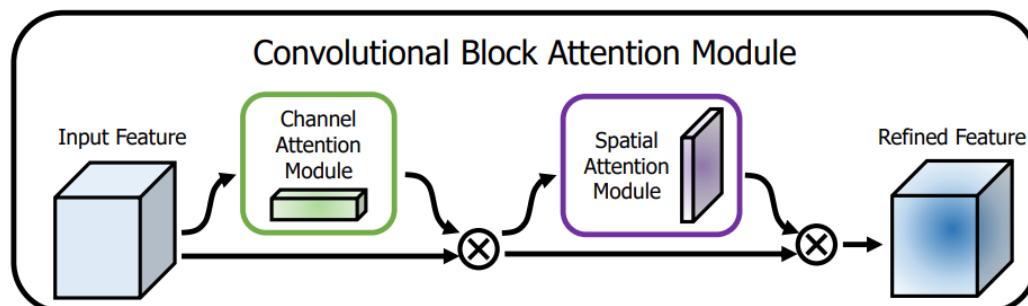 Convolutional Block Attention Module
Input Feature
Channel
Attention
Module
Spatial
Attention
Module
Refined Feature